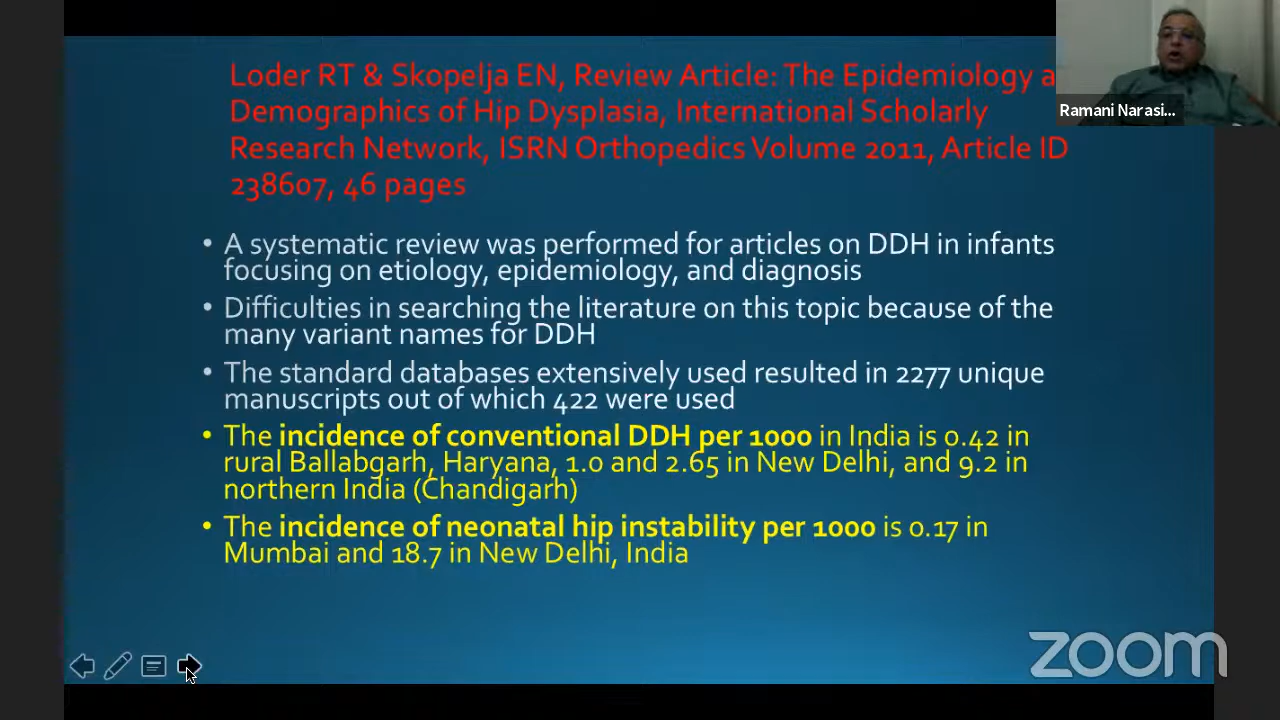 Loder RT & Skopelja EN, Review Article: The Epidemiology a
Demographics of Hip Dysplasia, International Scholarly
Research Network, ISRN Orthopedics Volume 2011, Article ID
238607, 46 pages
Ramani Narasi...
• A systematic review was performed for articles on DDH in infants
focusing on etiology, epidemiology, and diagnosis
• Difficulties in searching the literature on this topic because of the
many variant names for DDH
• The standard databases extensively used resulted in 2277 unique
manuscripts out of which 422 were used
• The incidence of conventional DDH per 1000 in India is 0.42 in
rural Ballabgarh, Haryana, 1.0 and 2.65 in New Delhi, and 9.2 in
northern India (Chandigarh)
• The incidence of neonatal hip instability per 1000 is 0.17 in
Mumbai and 18.7 in New Delhi, India
zoom